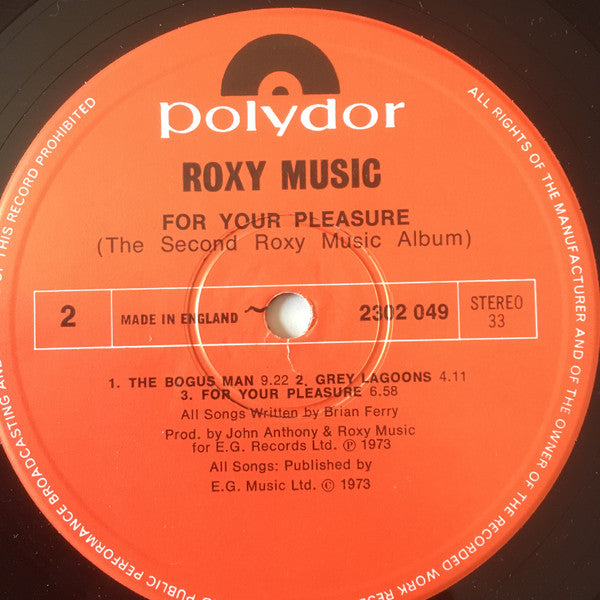 polydor
ROXY MUSIC
FOR YOUR PLEASURE
(The Second Roxy Music Album)
2
MADE IN ENGLAND
2302 049
STEREO
33
1. THE BOGUS MAN 9.22 2. GREY LAGOONS 4.11
3. FOR YOUR PLEASURE 6.58
All Songs Written by Brian Ferry
Prod. by John Anthony & Roxy Music
for E.G. Records Ltd. ℗ 1973
All Songs: Published by
E.G. Music Ltd. © 1973
ALL RIGHTS OF THE MANUFACTURER AND OF THE OWNER OF THE RECORDED WORK RESE
PUBLIC PERFORMANCE BROADCASTING AND
OF THIS RECORD PROHIBITED